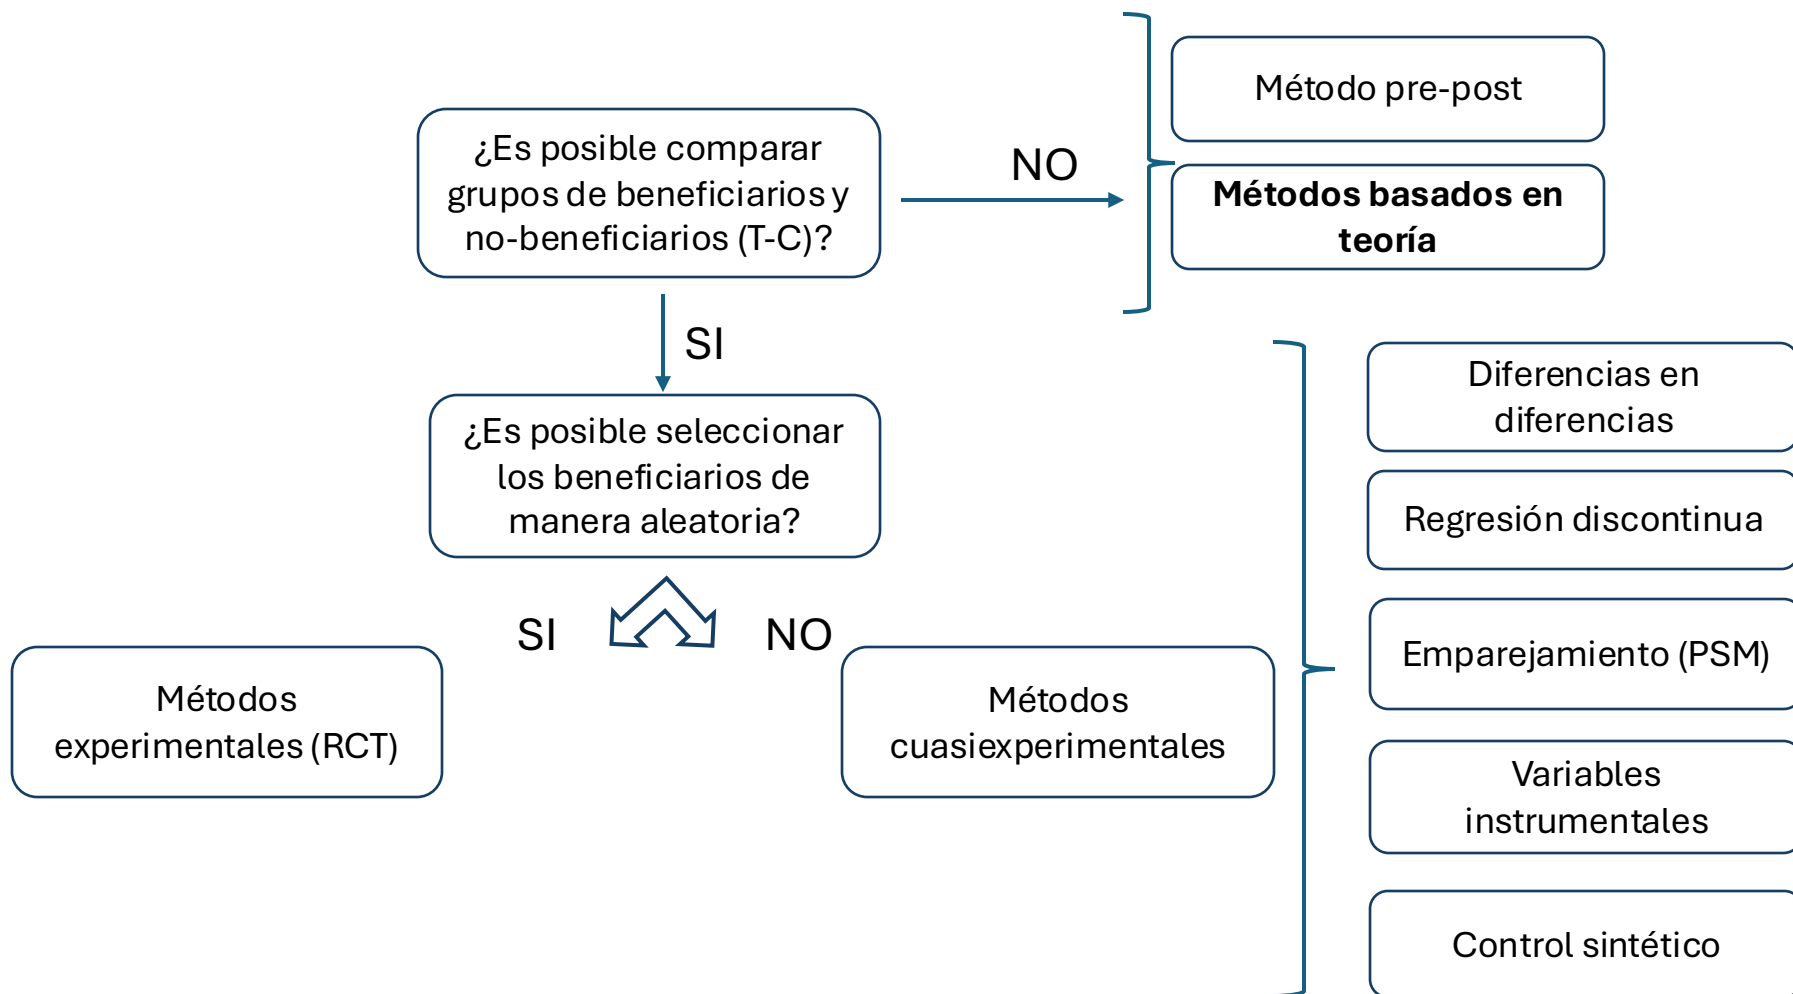 ¿Es posible comparar
grupos de beneficiarios y
no-beneficiarios (T-C)?
NO
Método pre-post
Métodos basados en
teoría
SI
¿Es posible seleccionar
los beneficiarios de
manera aleatoria?
SI
NO
Métodos
experimentales (RCT)
Métodos
cuasiexperimentales
Diferencias en
diferencias
Regresión discontinua
Emparejamiento (PSM)
Variables
instrumentales
Control sintético